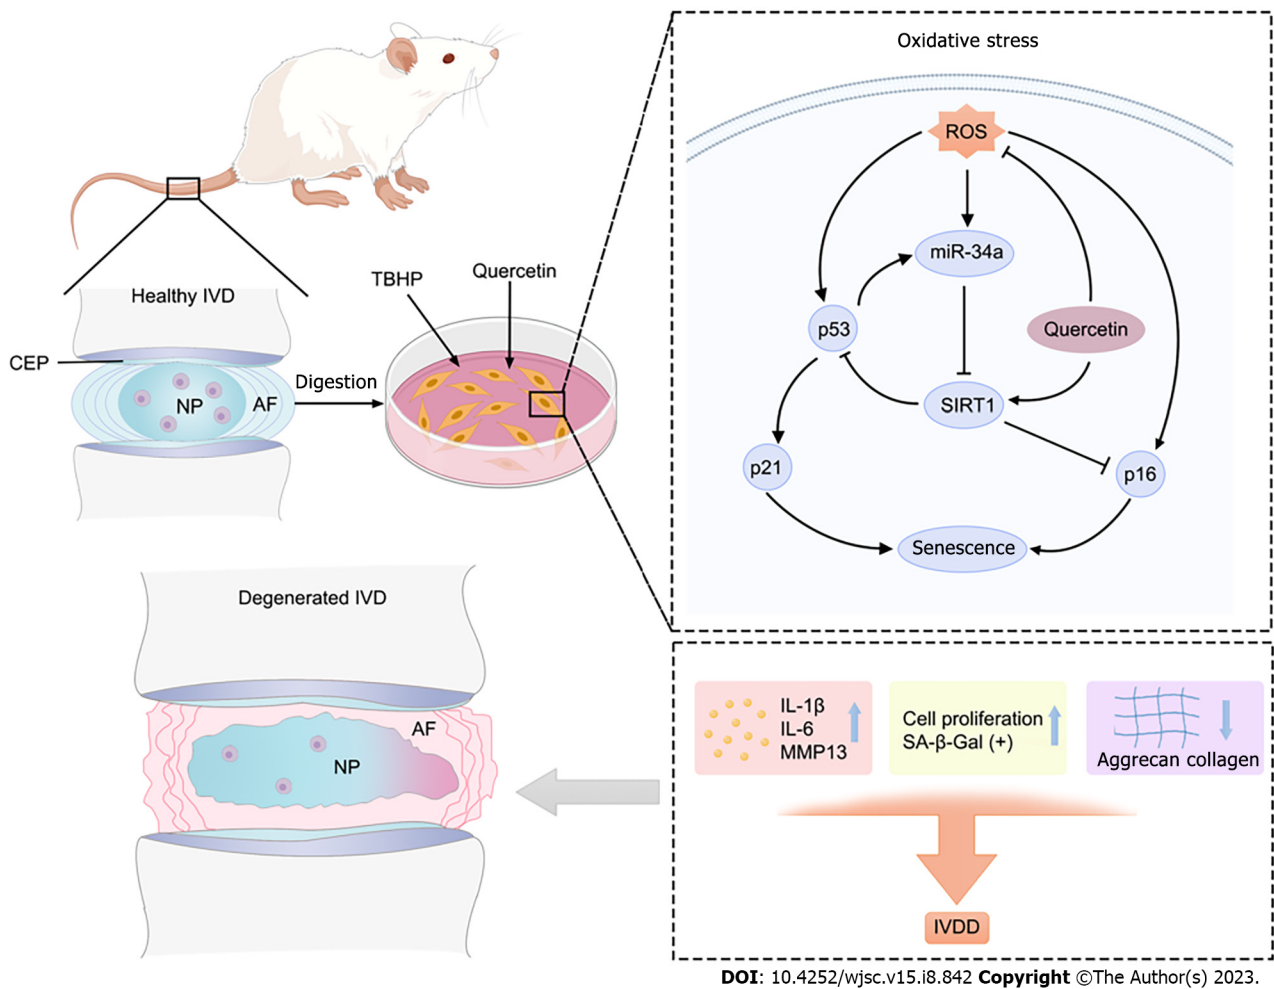 Oxidative stress
ROS
miR-34a
p53
Quercetin
SIRT1
p21
p16
Senescence
Healthy IVD
CEP
NP
AF
Digestion
TBHP
Quercetin
Degenerated IVD
AF
NP
IL-1β
IL-6
MMP13
Cell proliferation
SA-β-Gal (+)
Aggrecan collagen
IVDD
DOI: 10.4252/wjsc.v15.i8.842 Copyright ©The Author(s) 2023.